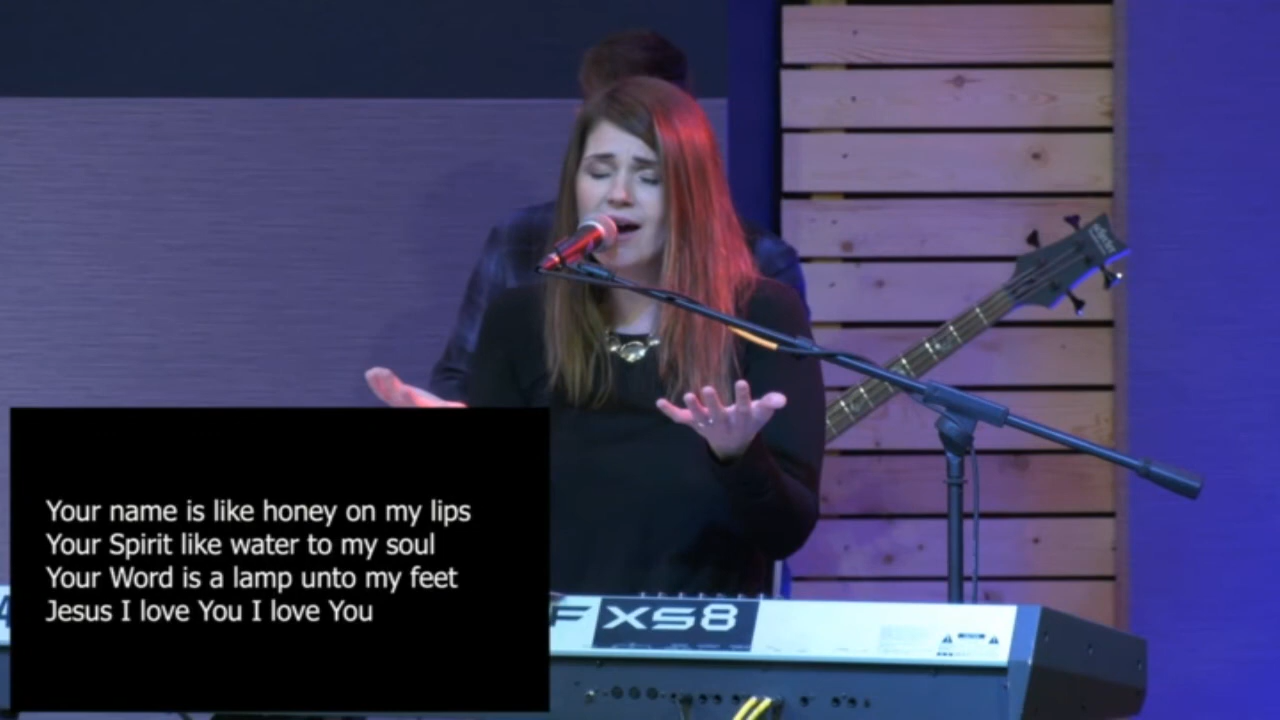 Your name is like honey on my lips
Your Spirit like water to my soul
Your Word is a lamp unto my feet
Jesus I love You I love You
F XS8